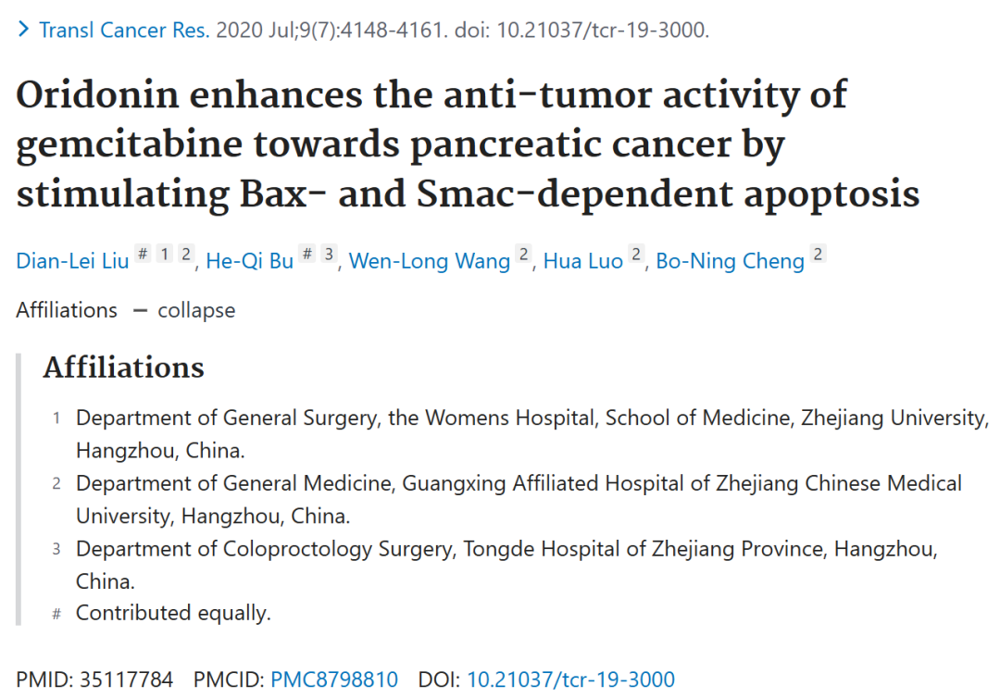 > Transl Cancer Res. 2020 Jul;9(7):4148-4161. doi: 10.21037/tcr-19-3000.
Oridonin enhances the anti-tumor activity of
gemcitabine towards pancreatic cancer by
stimulating Bax- and Smac-dependent apoptosis
Dian-Lei Liu # 1 2, He-Qi Bu # 3, Wen-Long Wang 2, Hua Luo 2, Bo-Ning Cheng 2
Affiliations — collapse
Affiliations
1 Department of General Surgery, the Womens Hospital, School of Medicine, Zhejiang University,
Hangzhou, China.
2 Department of General Medicine, Guangxing Affiliated Hospital of Zhejiang Chinese Medical
University, Hangzhou, China.
3 Department of Coloproctology Surgery, Tongde Hospital of Zhejiang Province, Hangzhou,
China.
# Contributed equally.
PMID: 35117784 PMCID: PMC8798810 DOI: 10.21037/tcr-19-3000